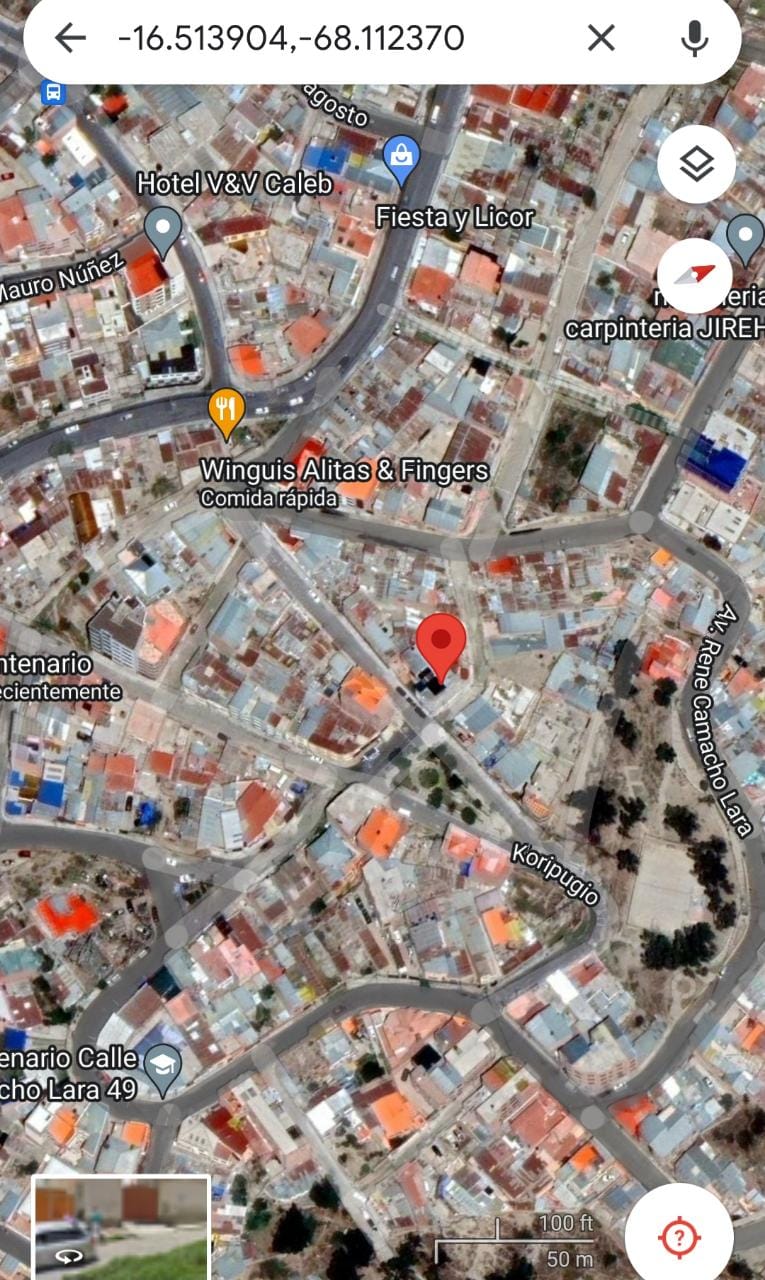 -16.513904,-68.112370
agosto
Hotel V&V Caleb
Fiesta y Licor
Mauro Núñez
carpinteria JIREH
Winguis Alitas & Fingers
Comida rápida
ntenario
ecientemente
Av. Rene Camacho Lara
Koripugio
enario Calle
cho Lara 49
100 ft
50 m
?